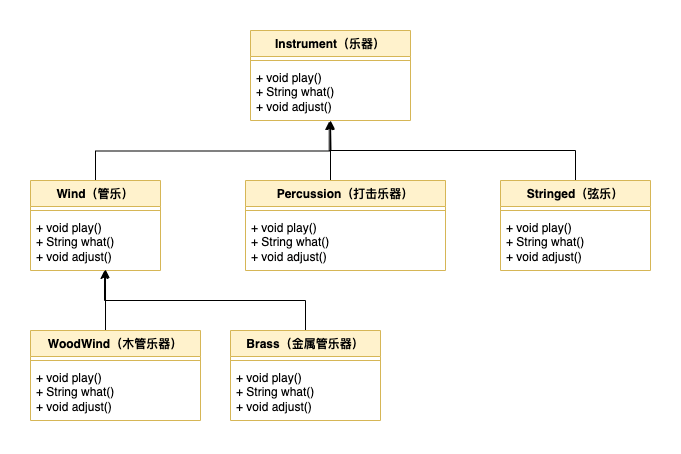 Instrument（乐器）
+ void play()
+ String what()
+ void adjust()
Wind（管乐）
+ void play()
+ String what()
+ void adjust()
Percussion（打击乐器）
+ void play()
+ String what()
+ void adjust()
Stringed（弦乐）
+ void play()
+ String what()
+ void adjust()
WoodWind（木管乐器）
+ void play()
+ String what()
+ void adjust()
Brass（金属管乐器）
+ void play()
+ String what()
+ void adjust()